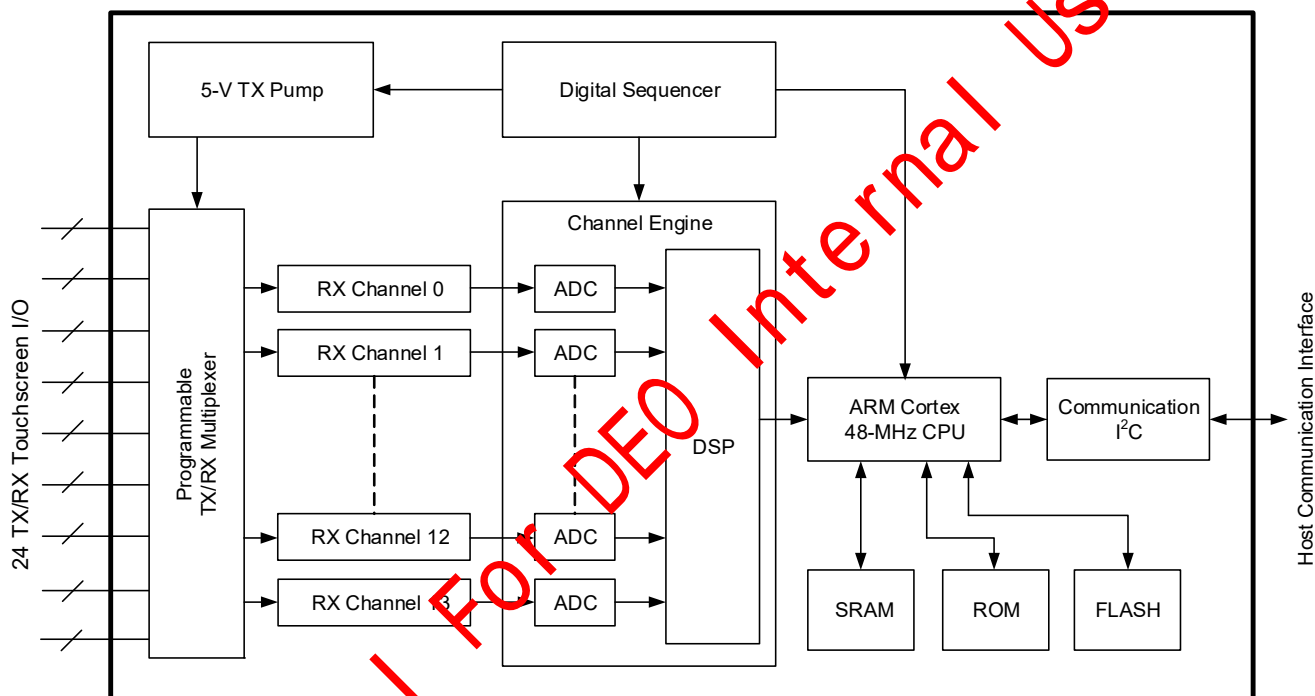 5-V TX Pump
Digital Sequencer
Channel Engine
24 TX/RX Touchscreen I/O
Programmable
TX/RX Multiplexer
RX Channel 0
ADC
RX Channel 1
ADC
RX Channel 12
ADC
RX Channel 13
ADC
DSP
ARM Cortex
48-MHz CPU
Communication
I²C
Host Communication Interface
SRAM
ROM
FLASH
For DEO Internal Us